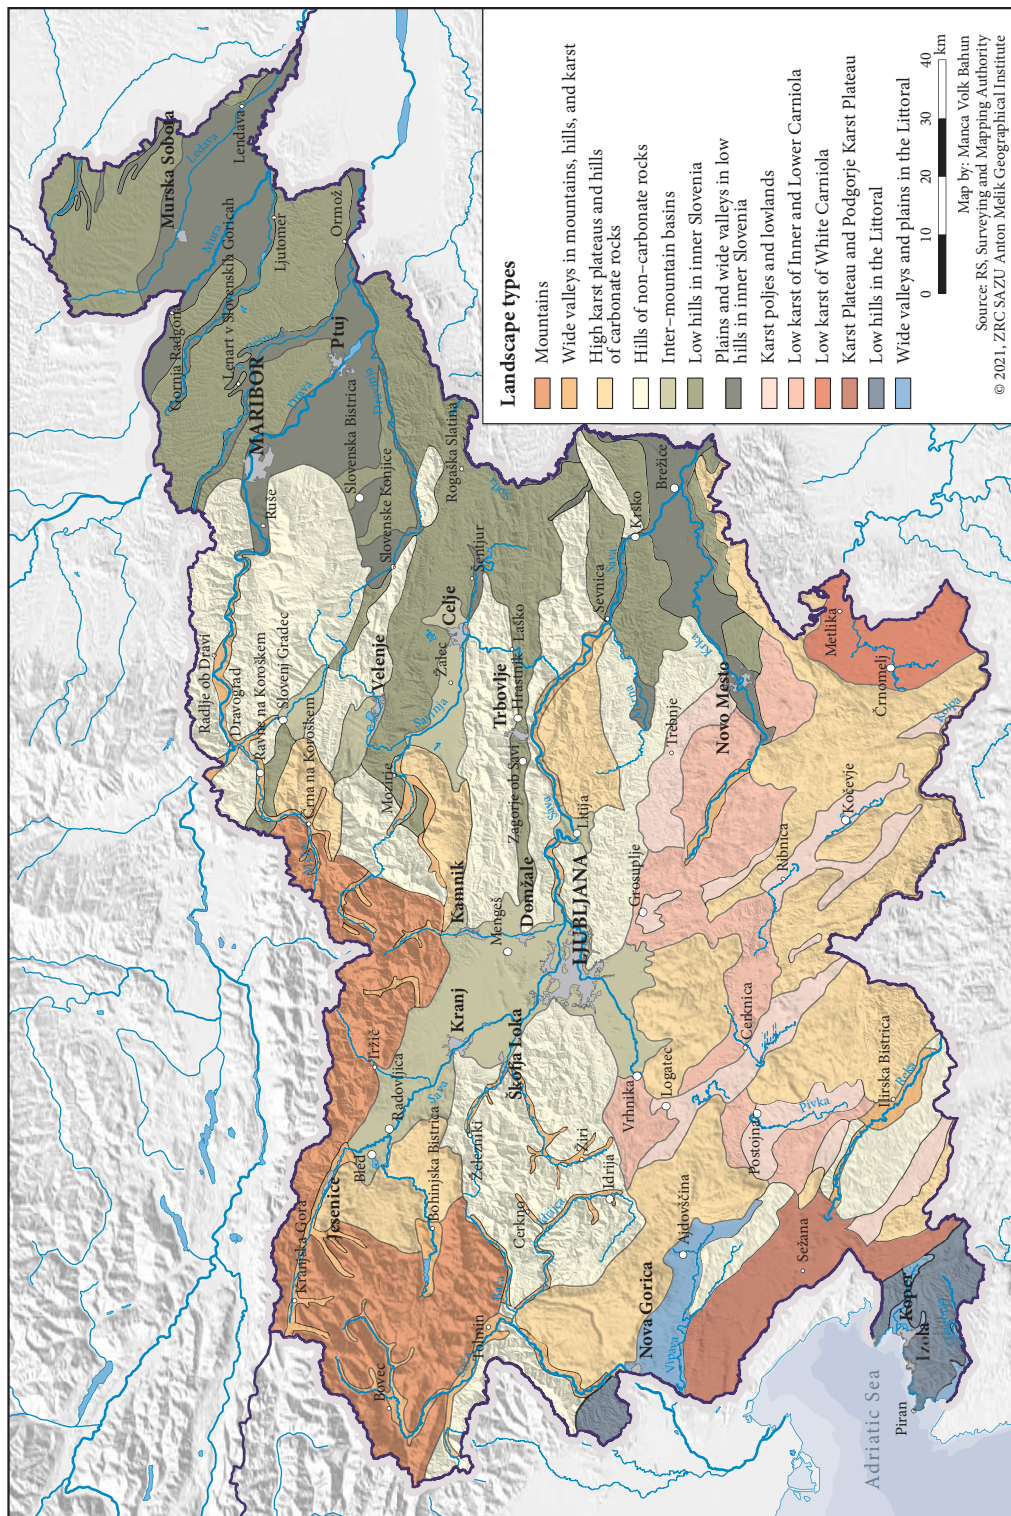 Landscape types
Mountains
Wide valleys in mountains, hills, and karst
High karst plateaus and hills
of carbonate rocks
Hills of non-carbonate rocks
Inter-mountain basins
Low hills in inner Slovenia
Plains and wide valleys in low
hills in inner Slovenia
Karst poljes and lowlands
Low karst of Inner and Lower Carniola
Low karst of White Carniola
Karst Plateau and Podgorje Karst Plateau
Low hills in the Littoral
Wide valleys and plains in the Littoral
0 10 20 30 40 km
Map by: Manca Volk Bahun
Source: RS, Surveying and Mapping Authority
© 2021, ZRC SAZU Anton Melik Geographical Institute
Murska Sobota
Ledava
Lendava
Mura
Ljutomer
Ormož
Gornja Radgona
Lenart v Slovenskih Goricah
MARIBOR
Ptuj
Drava
Dravinja
Ruše
Slovenska Bistrica
Slovenske Konjice
Rogaška Slatina
Sotla
Radlje ob Dravi
Dravograd
Ravne na Koroškem
Slovenj Gradec
Črna na Koroškem
Velenje
Mozirje
Savinja
Žalec
Celje
Šentjur
Laško
Hrastnik
Trbovlje
Zagorje ob Savi
Sevnica
Sava
Krško
Brežice
Krka
Novo Mesto
Trebnje
Metlika
Črnomelj
Kolpa
Kočevje
Ribnica
Grosuplje
Litija
Sava
LJUBLJANA
Domžale
Mengeš
Kamnik
Kranj
Škofja Loka
Tržič
Radovljica
Sava
Bled
Bohinjska Bistrica
Jesenice
Kranjska Gora
Bovec
Tolmin
Bača
Cerkno
Idrijca
Idrija
Žiri
Železniki
Vrhnika
Logatec
Cerknica
Postojna
Pivka
Ilirska Bistrica
Reka
Ajdovščina
Nova Gorica
Vipava
Sežana
Koper
Izola
Piran
Adriatic Sea